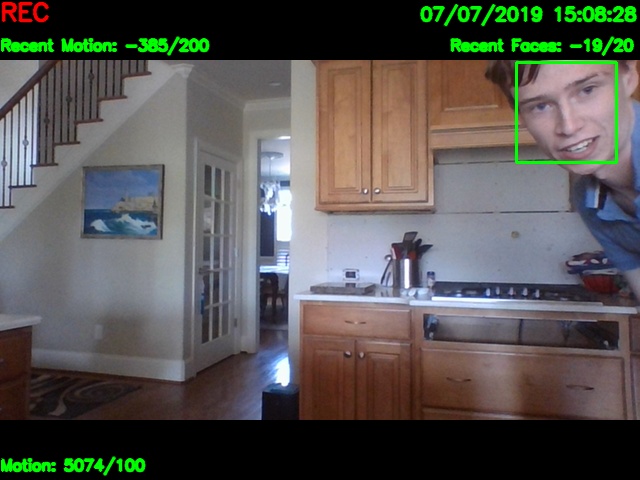 REC
07/07/2019 15:08:28
Recent Motion: -385/200
Recent Faces: -19/20
Motion: 5074/100